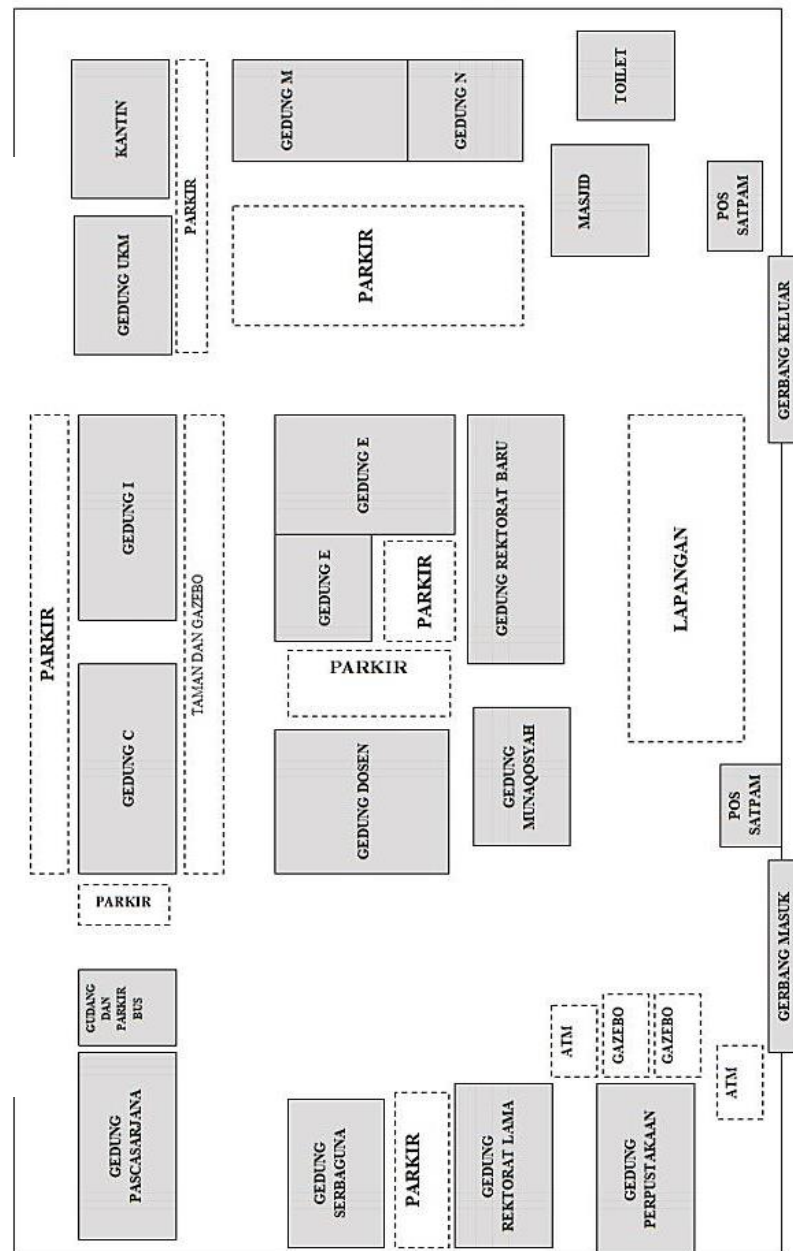 KANTIN
PARKIR
GEDUNG M
GEDUNG N
TOILET
GEDUNG UKM
PARKIR
MASJID
POS
SATPAM
GERBANG KELUAR
PARKIR
GEDUNG I
TAMAN DAN GAZEBO
GEDUNG E
GEDUNG E
PARKIR
GEDUNG REKTORAT BARU
LAPANGAN
PARKIR
GEDUNG C
GEDUNG DOSEN
GEDUNG
MUNAQOSYAH
POS
SATPAM
PARKIR
GERBANG MASUK
GUDANG
DAN
PARKIR
BUS
ATM
GAZEBO
GAZEBO
ATM
GEDUNG
PASCASARJANA
GEDUNG
SERBAGUNA
PARKIR
GEDUNG
REKTORAT LAMA
GEDUNG
PERPUSTAKAAN